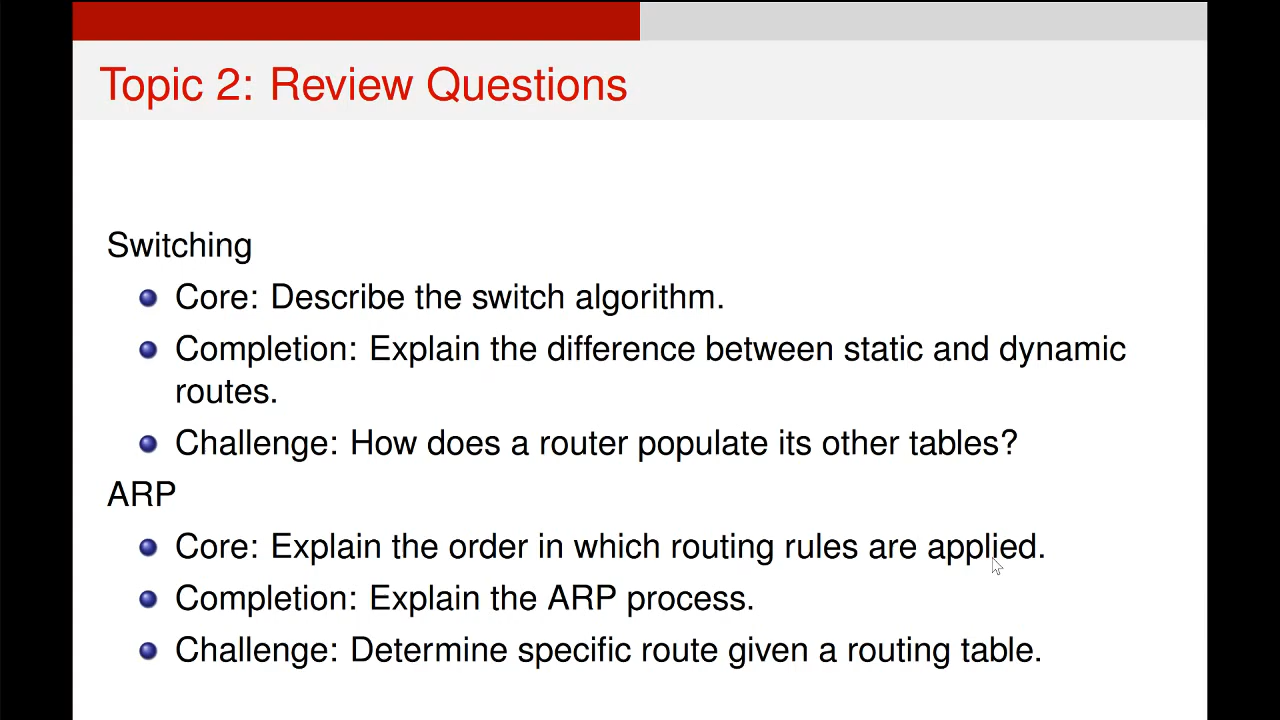 Topic 2: Review Questions
Switching
Core: Describe the switch algorithm.
Completion: Explain the difference between static and dynamic
routes.
Challenge: How does a router populate its other tables?
ARP
Core: Explain the order in which routing rules are applied.
Completion: Explain the ARP process.
Challenge: Determine specific route given a routing table.